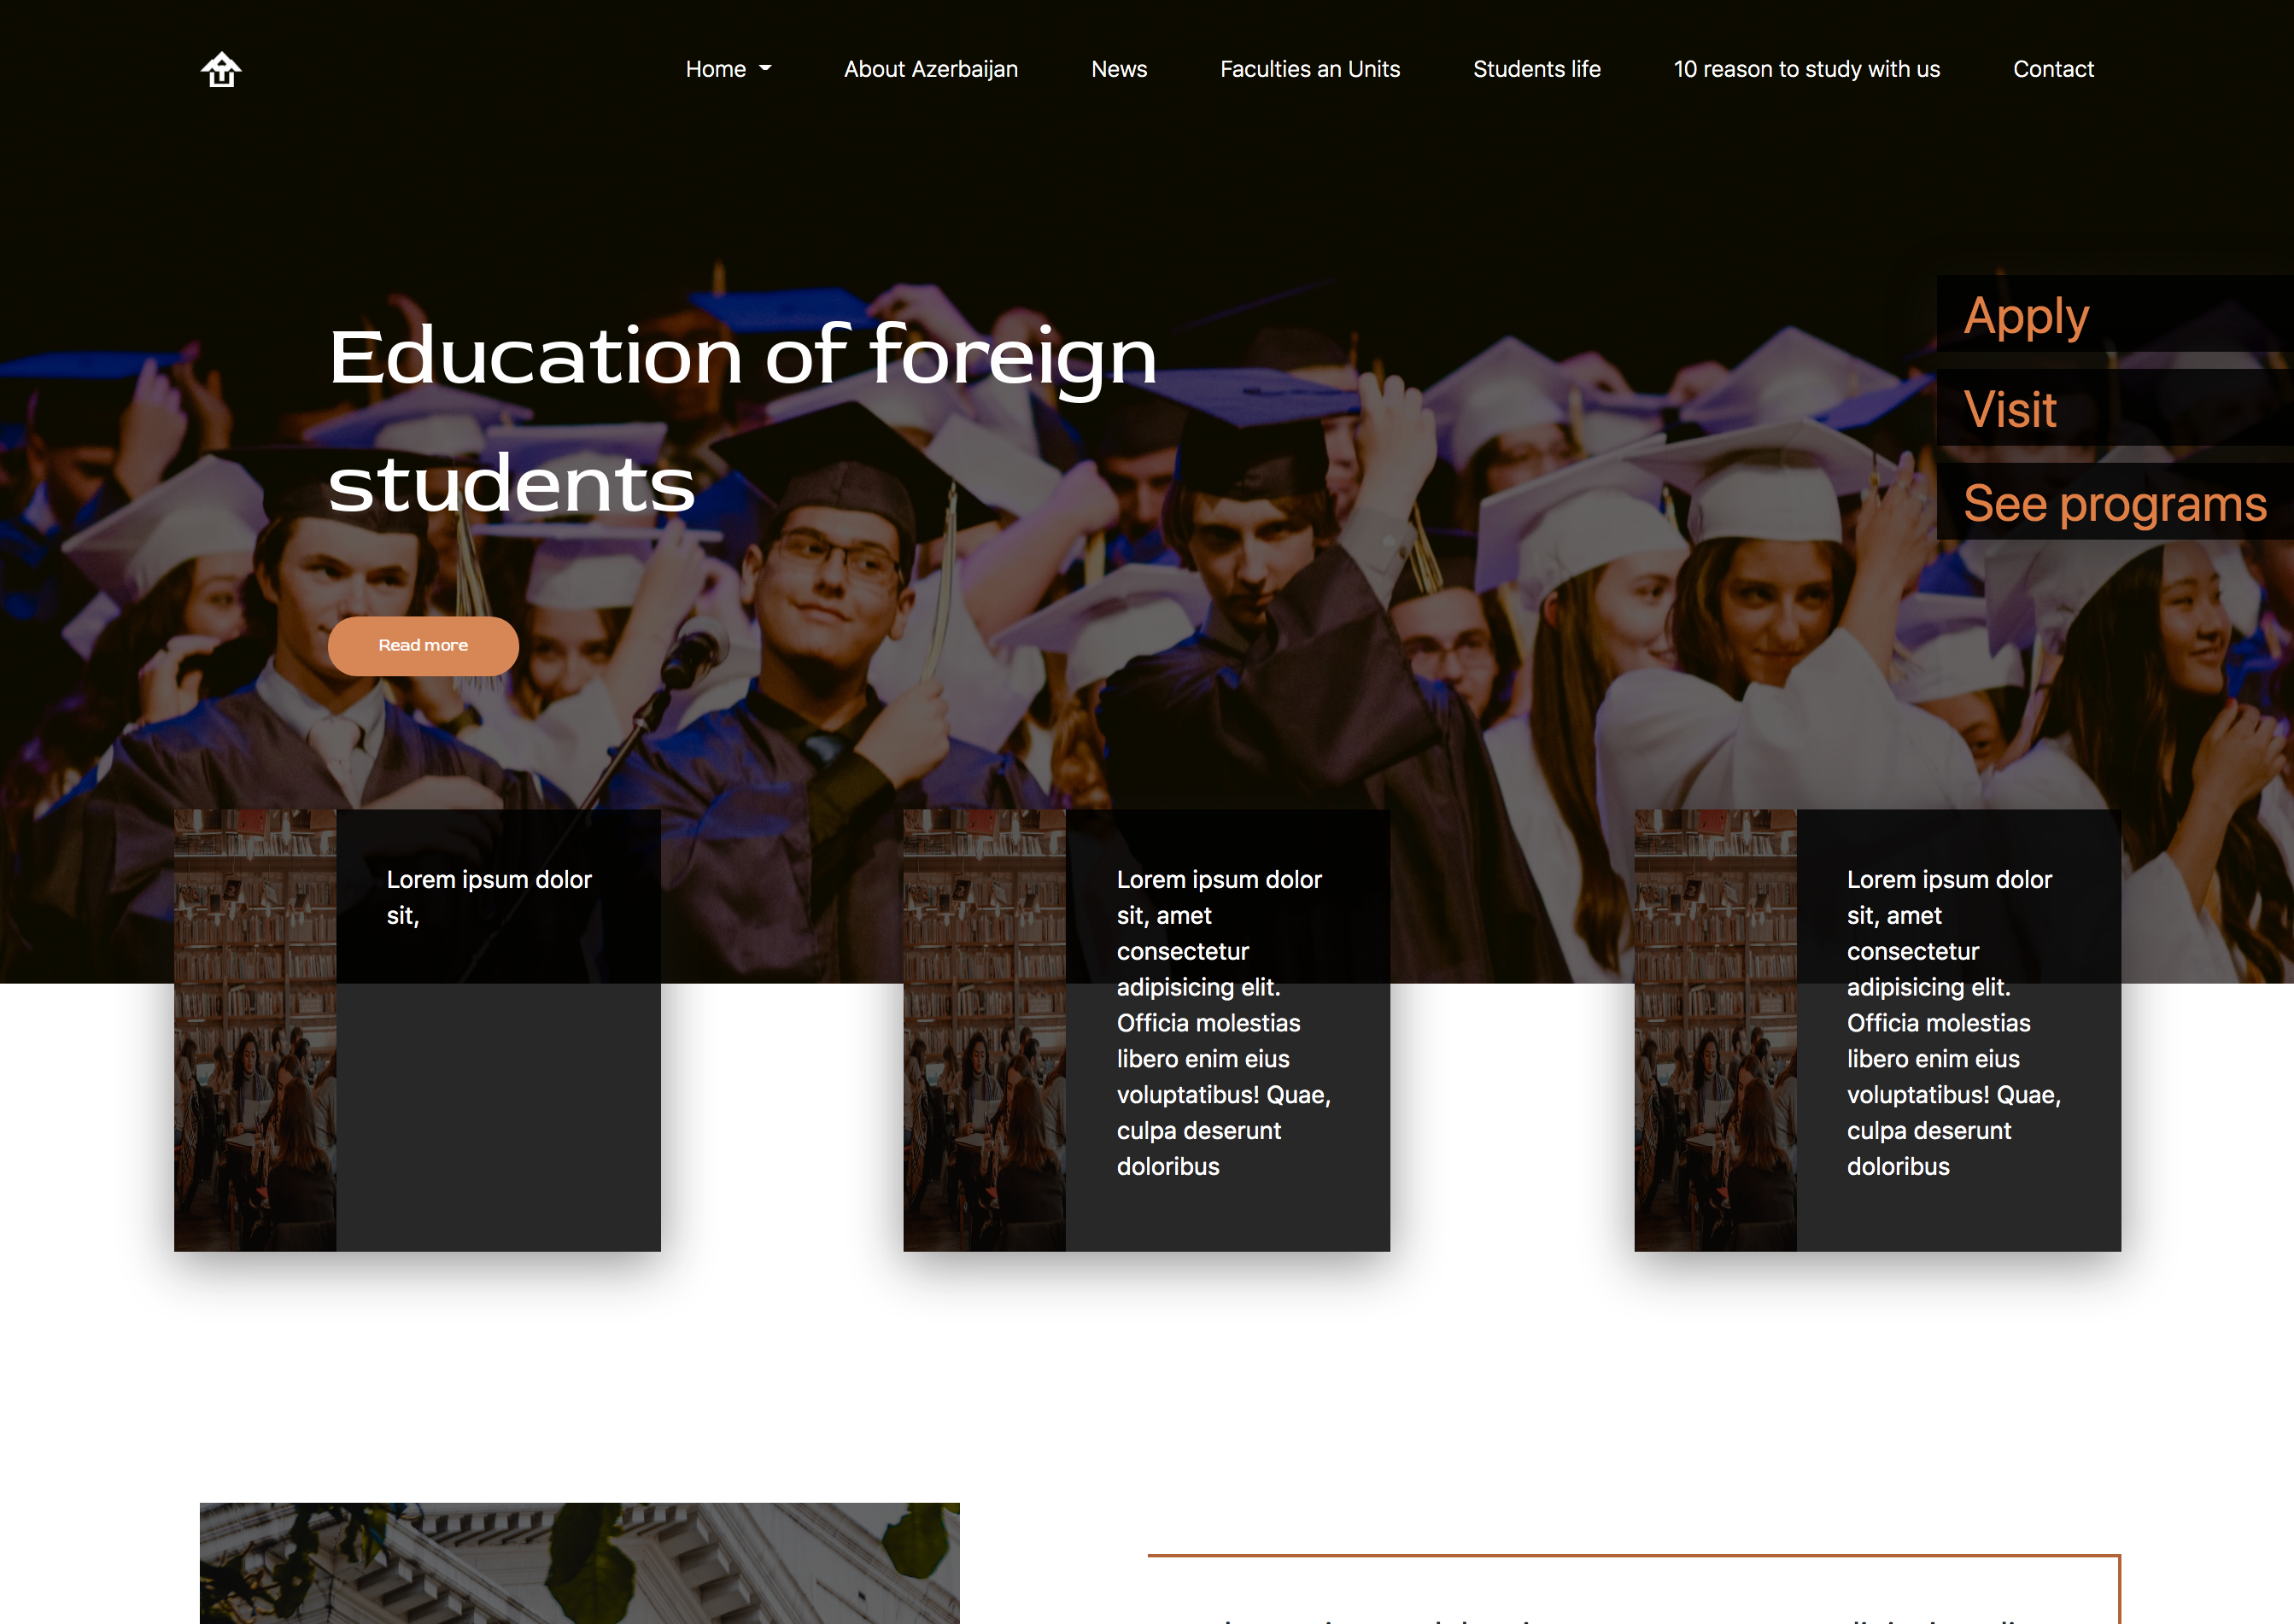 Home
About Azerbaijan
News
Faculties an Units
Students life
10 reason to study with us
Contact
Education of foreign
students
Read more
Apply
Visit
See programs
Lorem ipsum dolor
sit,
Lorem ipsum dolor
sit, amet
consectetur
adipisicing elit.
Officia molestias
libero enim eius
voluptatibus! Quae,
culpa deserunt
doloribus
Lorem ipsum dolor
sit, amet
consectetur
adipisicing elit.
Officia molestias
libero enim eius
voluptatibus! Quae,
culpa deserunt
doloribus